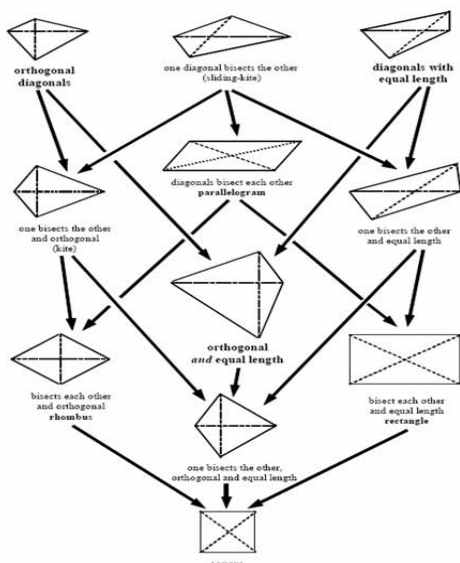 orthogonal
diagonals
one diagonal bisects the other
(sliding-kite)
diagonals with
equal length
one bisects the other
and orthogonal
(kite)
diagonals bisect each other
parallelogram
one bisects the other
and equal length
bisects each other
and orthogonal
rhombus
orthogonal
and equal length
bisect each other
and equal length
rectangle
one bisects the other,
orthogonal and equal length